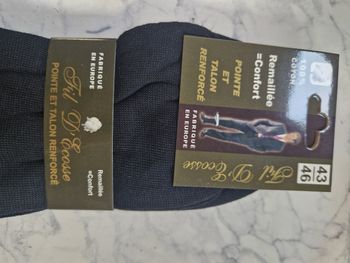 FABRIQUÉ
EN EUROPE
Fil D'Ecosse
POINTE ET TALON RENFORCÉ
Remaillée
=Confort
100%
COTON
Remaillée
=Confort
POINTE
ET
TALON
RENFORCÉ
FABRIQUÉ
EN EUROPE
Fil D'Ecosse
43
46